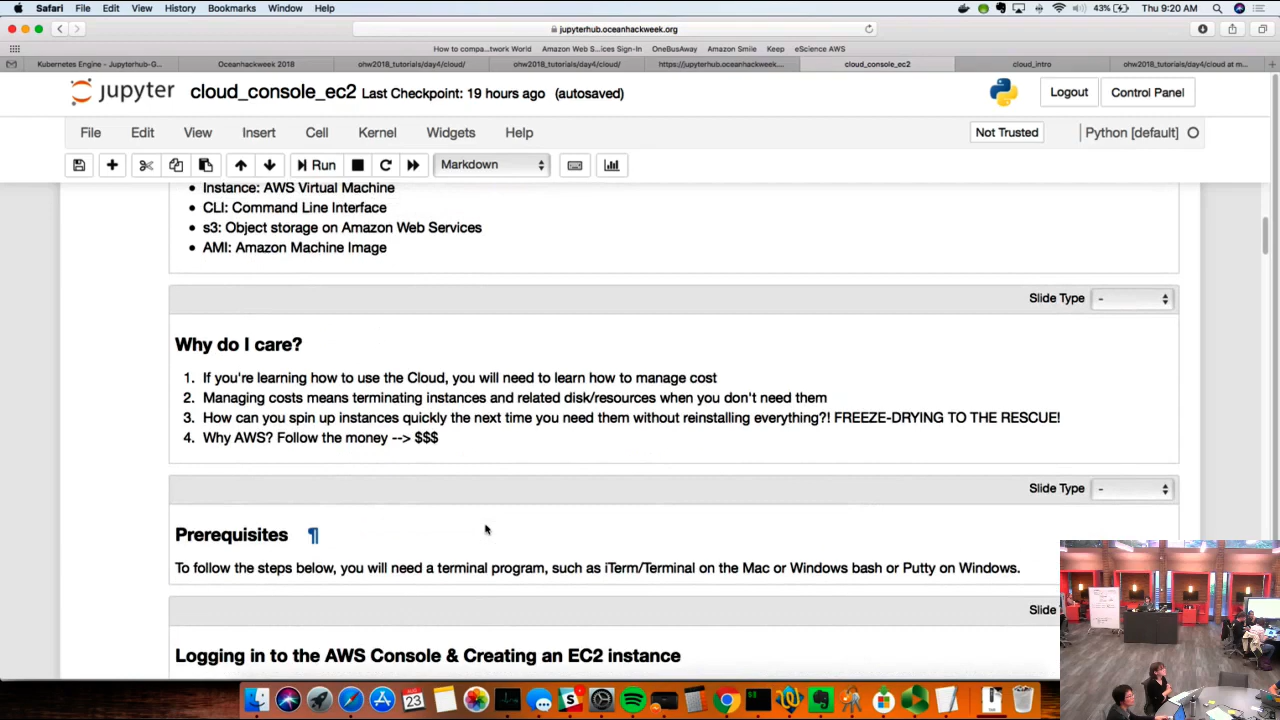 Safari File Edit View History Bookmarks Window Help 43% Thu 9:20 AM
jupyterhub.oceanhackweek.org
How to compa...twork World Amazon Web S...ices Sign-In OneBusAway Amazon Smile Keep eScience AWS
Kubernetes Engine - Jupyterhub-G... Oceanhackweek 2018 ohw2018_tutorials/day4/cloud/ ohw2018_tutorials/day4/cloud/ https://jupyterhub.oceanhackweek.... cloud_console_ec2 cloud_intro ohw2018_tutorials/day4/cloud at m...
jupyter cloud_console_ec2 Last Checkpoint: 19 hours ago (autosaved) Logout Control Panel
File Edit View Insert Cell Kernel Widgets Help Not Trusted Python [default]
Run Markdown
Instance: AWS Virtual Machine
CLI: Command Line Interface
s3: Object storage on Amazon Web Services
AMI: Amazon Machine Image
Slide Type -
Why do I care?
1. If you're learning how to use the Cloud, you will need to learn how to manage cost
2. Managing costs means terminating instances and related disk/resources when you don't need them
3. How can you spin up instances quickly the next time you need them without reinstalling everything?! FREEZE-DRYING TO THE RESCUE!
4. Why AWS? Follow the money --> $$$
Slide Type -
Prerequisites ¶
To follow the steps below, you will need a terminal program, such as iTerm/Terminal on the Mac or Windows bash or Putty on Windows.
Slide
Logging in to the AWS Console & Creating an EC2 instance
AUG 23